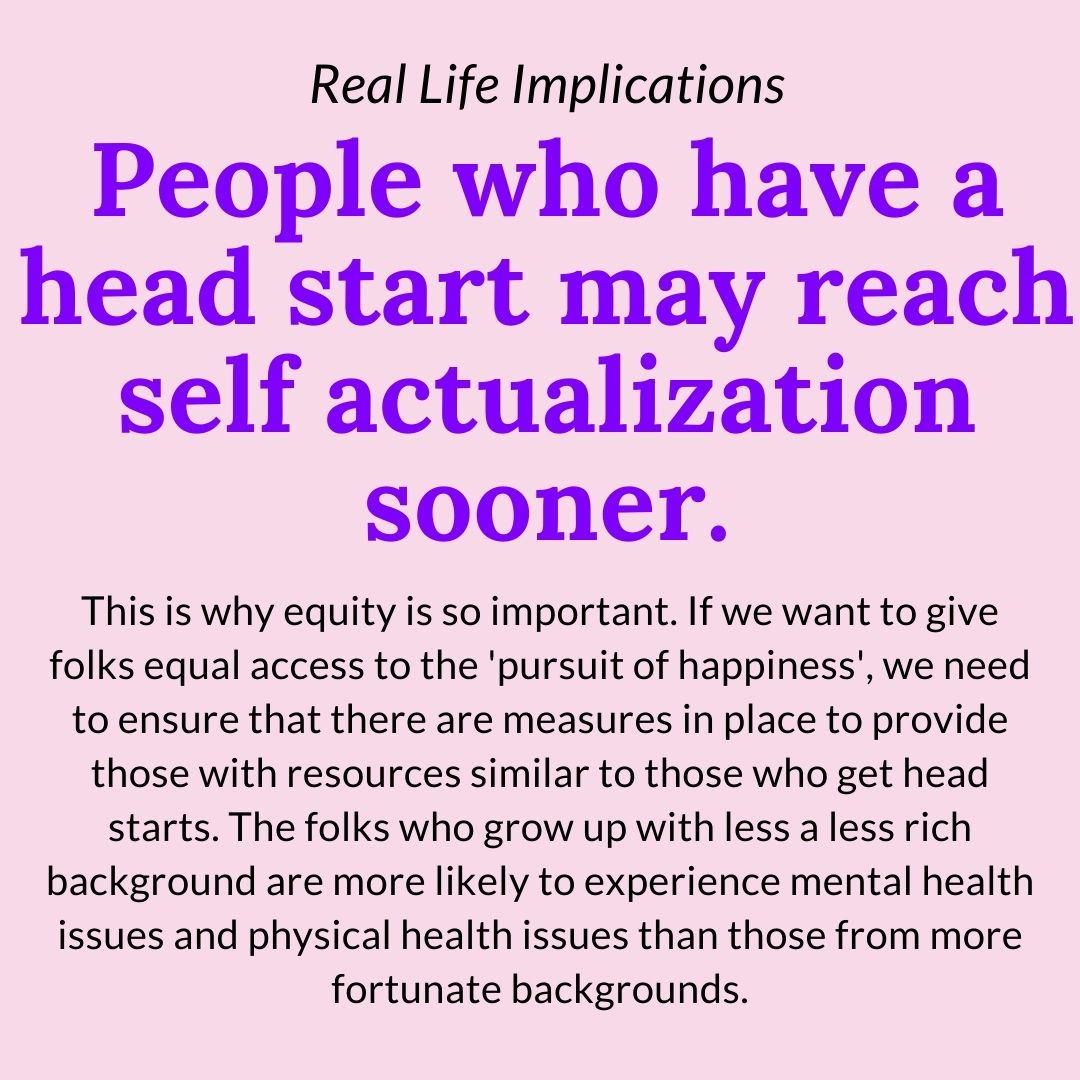 Real Life Implications
People who have a
head start may reach
self actualization
sooner.
This is why equity is so important. If we want to give
folks equal access to the 'pursuit of happiness', we need
to ensure that there are measures in place to provide
those with resources similar to those who get head
starts. The folks who grow up with less a less rich
background are more likely to experience mental health
issues and physical health issues than those from more
fortunate backgrounds.